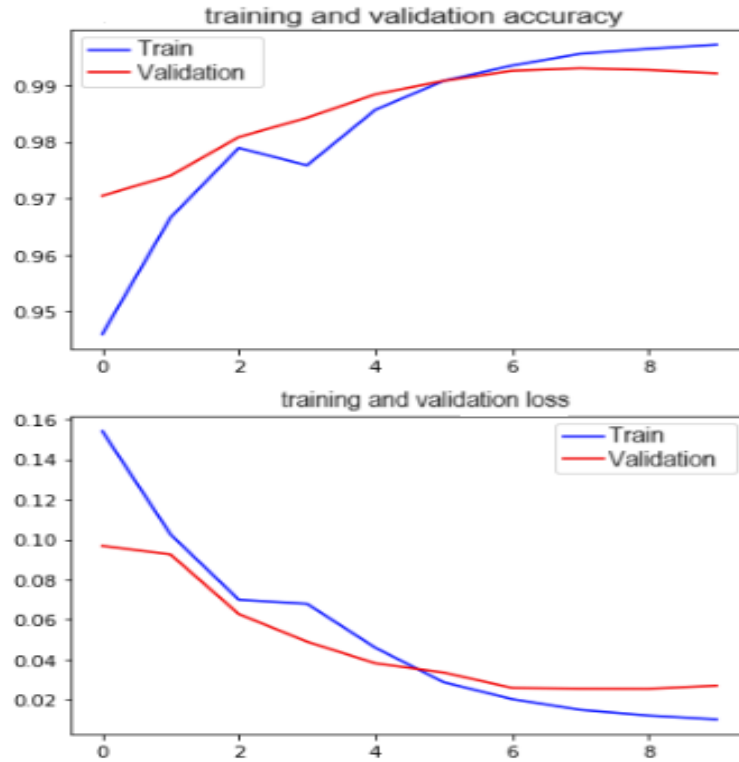 training and validation accuracy
Train
Validation
0.99
0.98
0.97
0.96
0.95
0 2 4 6 8
training and validation loss
0.16
Train
0.14
Validation
0.12
0.10
0.08
0.06
0.04
0.02
0 2 4 6 8